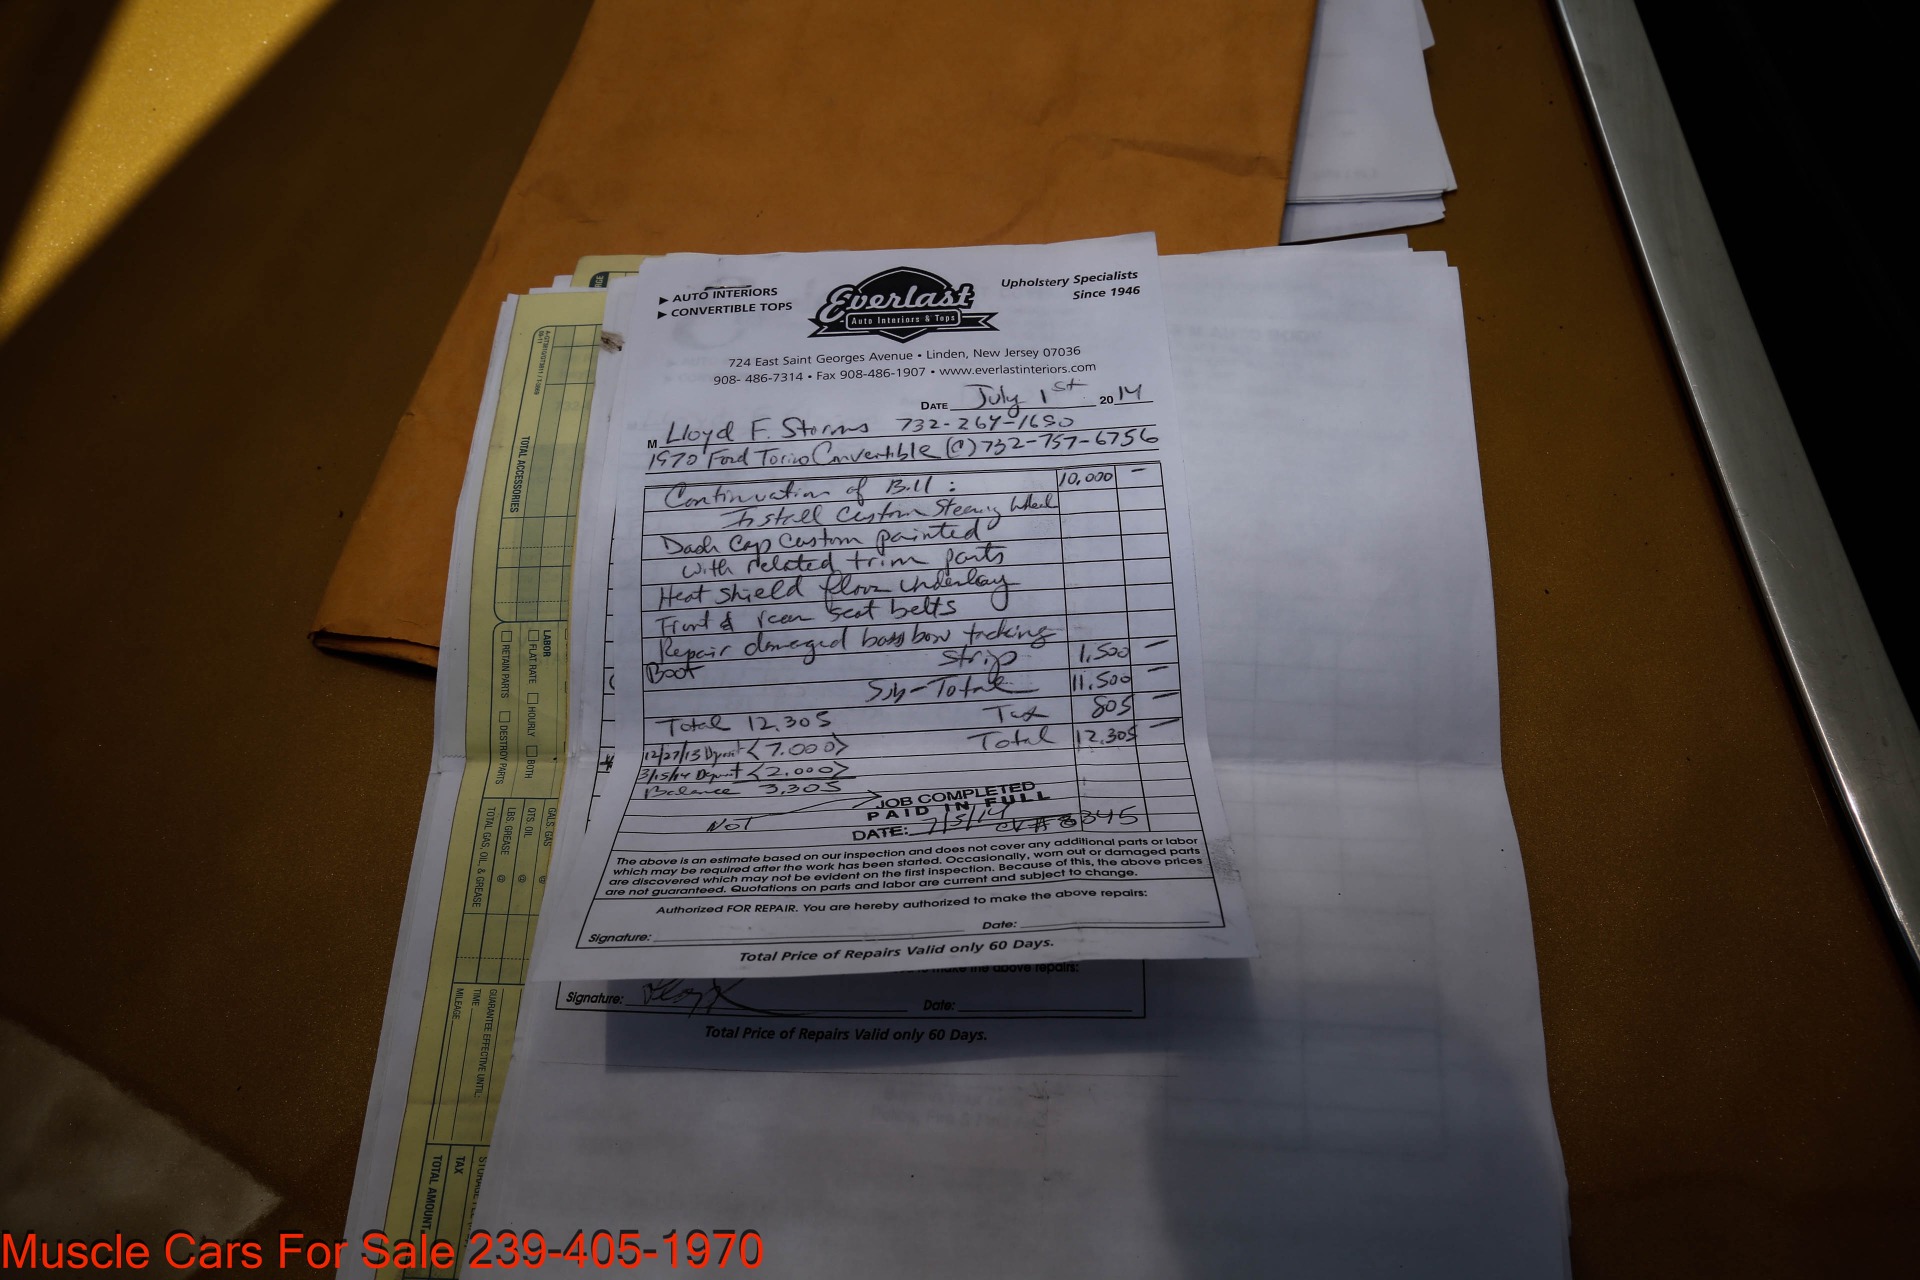 ▶ AUTO INTERIORS
▶ CONVERTIBLE TOPS
Everlast
Auto Interiors & Tops
Upholstery Specialists
Since 1946
724 East Saint Georges Avenue • Linden, New Jersey 07036
908- 486-7314 • Fax 908-486-1907 • www.everlastinteriors.com
DATE July 1st 2014
M Lloyd F. Storms 732-264-1650
1970 Ford Torino Convertible (C) 732-757-6756
Continuation of Bill: 10,000 –
Install Custom Steering Wheel
Dash Cap Custom painted
with related trim parts
Heat shield floor underlay
Front & rear seat belts
Repair damaged bow tacking
Boot Strip 1,500 –
Sub-Total 11,500 –
Tax 805 –
Total 12,305 Total 12,305 –
12/27/13 Deposit <7,000>
3/15/14 Deposit <2,000>
Balance 3,305
JOB COMPLETED
PAID IN FULL
NOT
DATE: 7/5/14 CK# 8345
The above is an estimate based on our inspection and does not cover any additional parts or labor
which may be required after the work has been started. Occasionally, worn out or damaged parts
are discovered which may not be evident on the first inspection. Because of this, the above prices
are not guaranteed. Quotations on parts and labor are current and subject to change.
Authorized FOR REPAIR. You are hereby authorized to make the above repairs:
Signature: Date:
Total Price of Repairs Valid only 60 Days.
to make the above repairs:
Signature: Date:
Total Price of Repairs Valid only 60 Days.
TOTAL ACCESSORIES
LABOR
FLAT RATE HOURLY BOTH
RETAIN PARTS DESTROY PARTS
GALS. GAS @
QTS. OIL @
LBS. GREASE @
TOTAL GAS, OIL, & GREASE
GUARANTEE EFFECTIVE UNTIL:
TIME
MILEAGE
TAX
TOTAL AMOUNT
Muscle Cars For Sale 239-405-1970